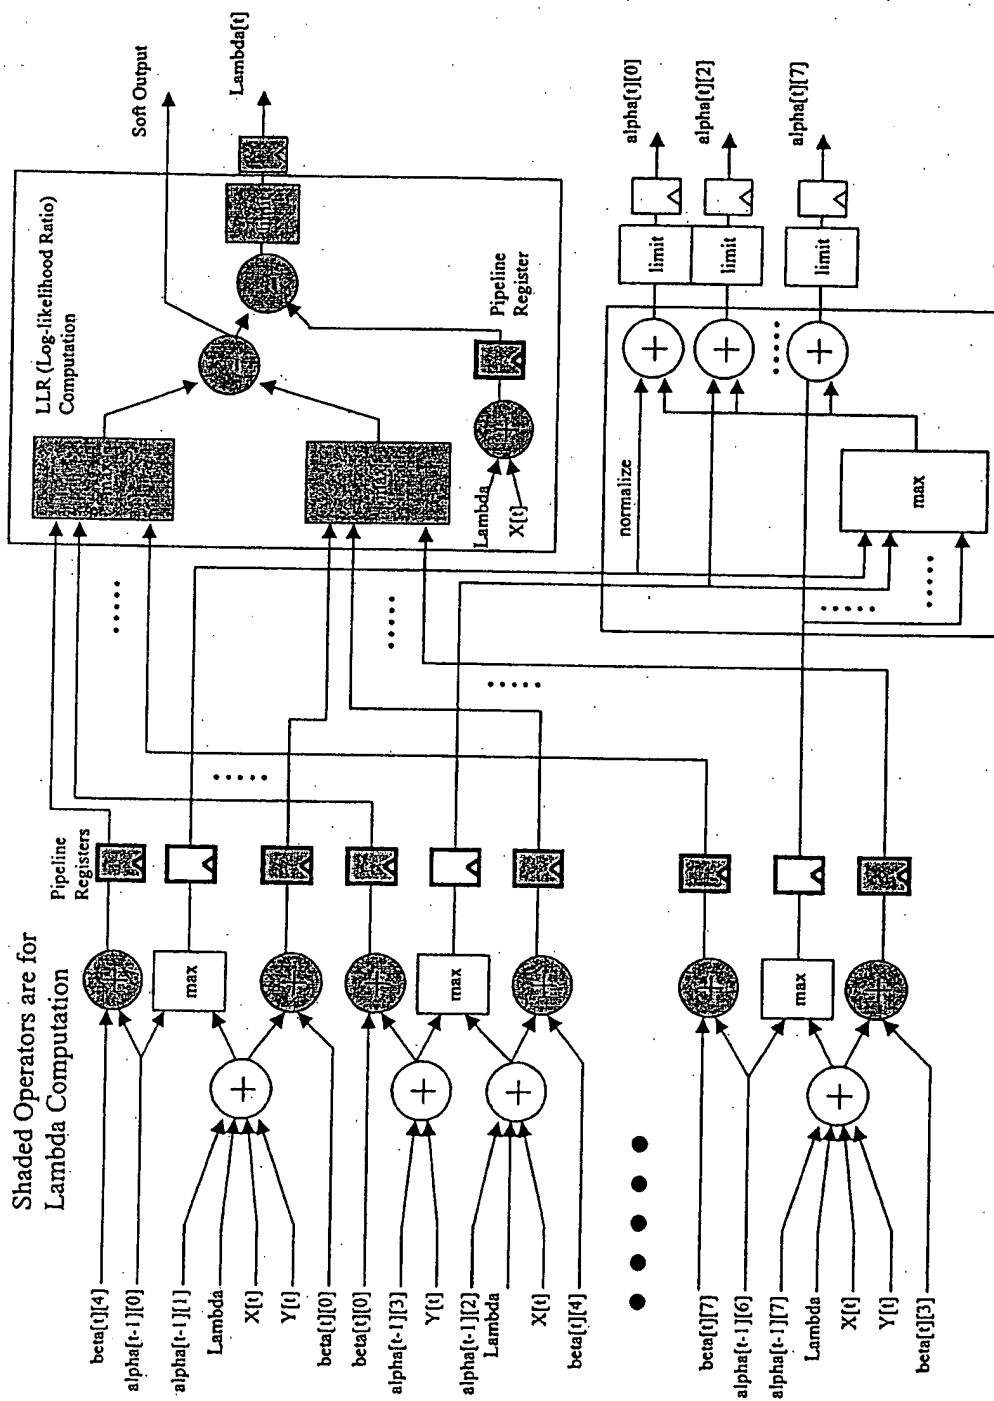 Shaded Operators are for
Lambda Computation
beta[t][4]
alpha[t-1][0]
alpha[t-1][1]
Lambda
X[t]
Y[t]
beta[t][0]
beta[t][0]
alpha[t-1][3]
Y[t]
alpha[t-1][2]
Lambda
X[t]
beta[t][4]
beta[t][7]
alpha[t-1][6]
alpha[t-1][7]
Lambda
X[t]
Y[t]
beta[t][3]
+
+
+
+
+
max
+
+
max
+
+
max
+
+
Pipeline
Registers
LLR (Log-likelihood Ratio)
Computation
max
max
Lambda
X[t]
+
Pipeline
Register
-
-
limit
Soft Output
Lambda[t]
normalize
max
+
+
+
limit
limit
limit
alpha[t][0]
alpha[t][2]
alpha[t][7]